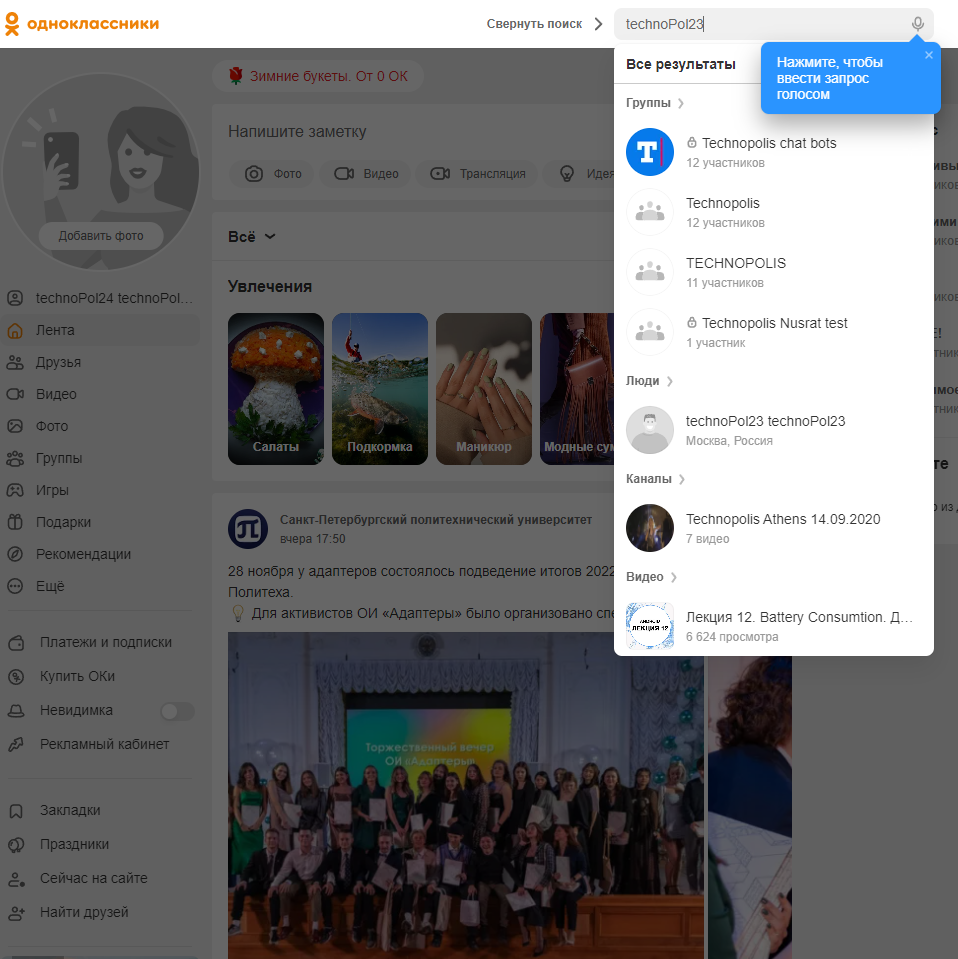 одноклассники
Свернуть поиск
technoPol23
Нажмите, чтобы
ввести запрос
голосом
Все результаты
Группы
Technopolis chat bots
12 участников
Technopolis
12 участников
TECHNOPOLIS
11 участников
Technopolis Nusrat test
1 участник
Люди
technoPol23 technoPol23
Москва, Россия
Каналы
Technopolis Athens 14.09.2020
7 видео
Видео
ANDROID
ЛЕКЦИЯ 12
Лекция 12. Battery Consumtion. Д…
6 624 просмотра
Добавить фото
technoPol24 technoPol…
Лента
Друзья
Видео
Фото
Группы
Игры
Подарки
Рекомендации
Ещё
Платежи и подписки
Купить ОКи
Невидимка
Рекламный кабинет
Закладки
Праздники
Сейчас на сайте
Найти друзей
Зимние букеты. От 0 ОК
Напишите заметку
Фото
Видео
Трансляция
Идея
Всё
Увлечения
Салаты
Подкормка
Маникюр
Модные сум
Санкт-Петербургский политехнический университет
вчера 17:50
28 ноября у адаптеров состоялось подведение итогов 2022
Политеха.
Для активистов ОИ «Адаптеры» было организовано спе
Торжественный вечер
ОИ «Адаптеры»